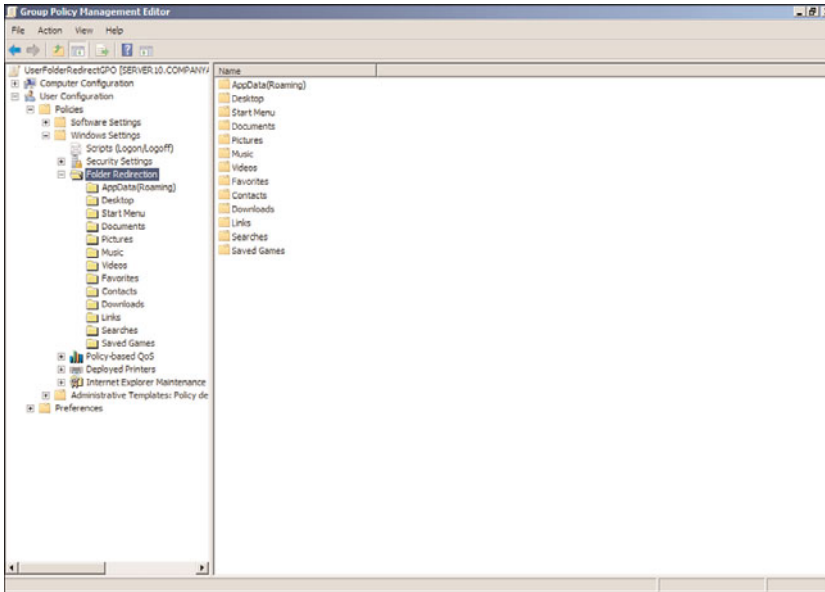 Group Policy Management Editor
File Action View Help
UserFolderRedirectGPO [SERVER10.COMPANYA
Computer Configuration
User Configuration
Policies
Software Settings
Windows Settings
Scripts (Logon/Logoff)
Security Settings
Folder Redirection
AppData(Roaming)
Desktop
Start Menu
Documents
Pictures
Music
Videos
Favorites
Contacts
Downloads
Links
Searches
Saved Games
Policy-based QoS
Deployed Printers
Internet Explorer Maintenance
Administrative Templates: Policy de
Preferences
Name
AppData(Roaming)
Desktop
Start Menu
Documents
Pictures
Music
Videos
Favorites
Contacts
Downloads
Links
Searches
Saved Games